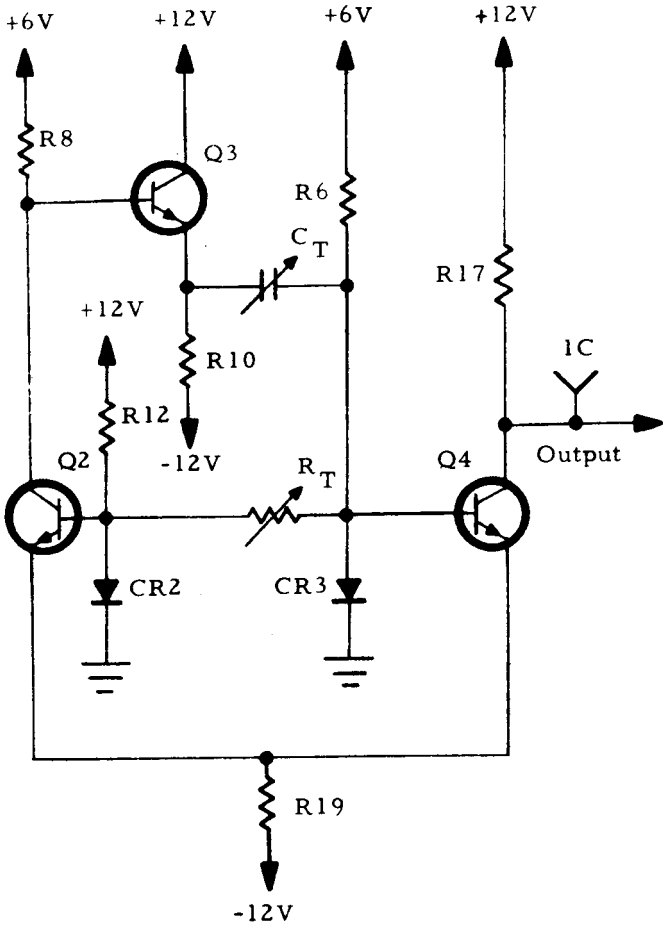 +6V
+12V
+6V
+12V
R8
Q3
R6
C T
R17
+12V
R10
1C
R12
-12V
Output
Q2
R T
Q4
CR2
CR3
R19
-12V